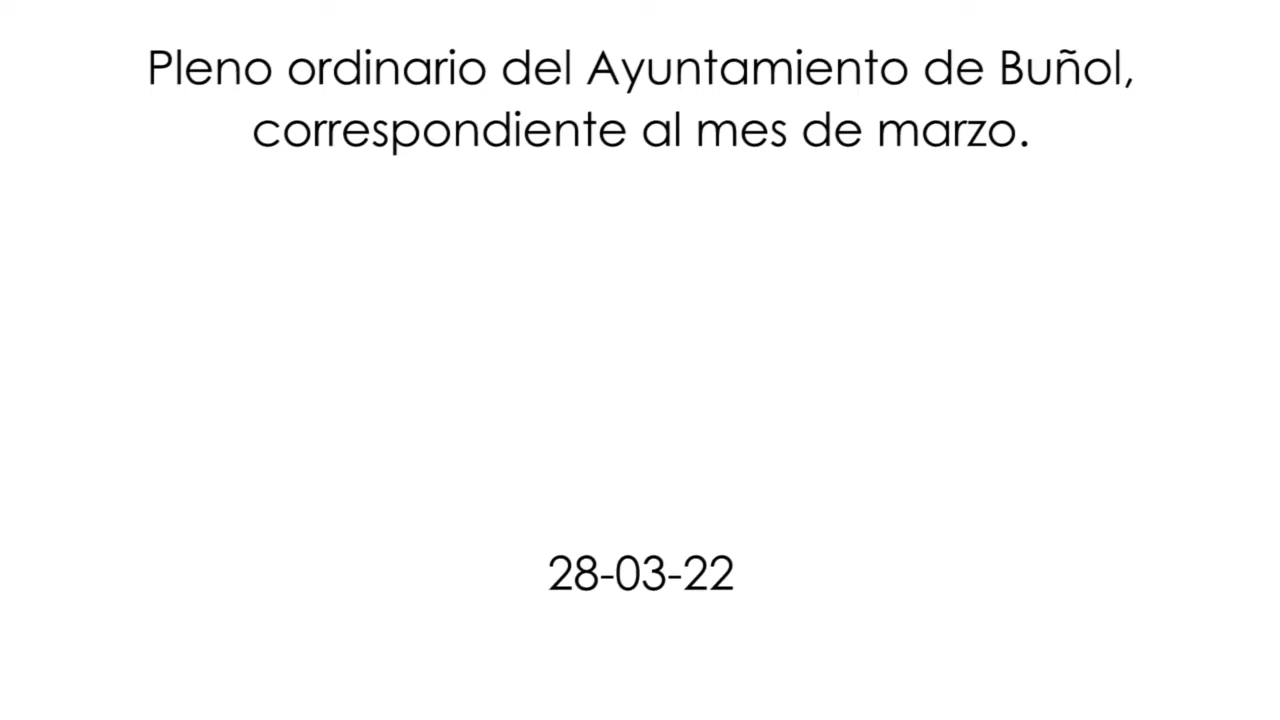 Pleno ordinario del Ayuntamiento de Buñol,
correspondiente al mes de marzo.
28-03-22